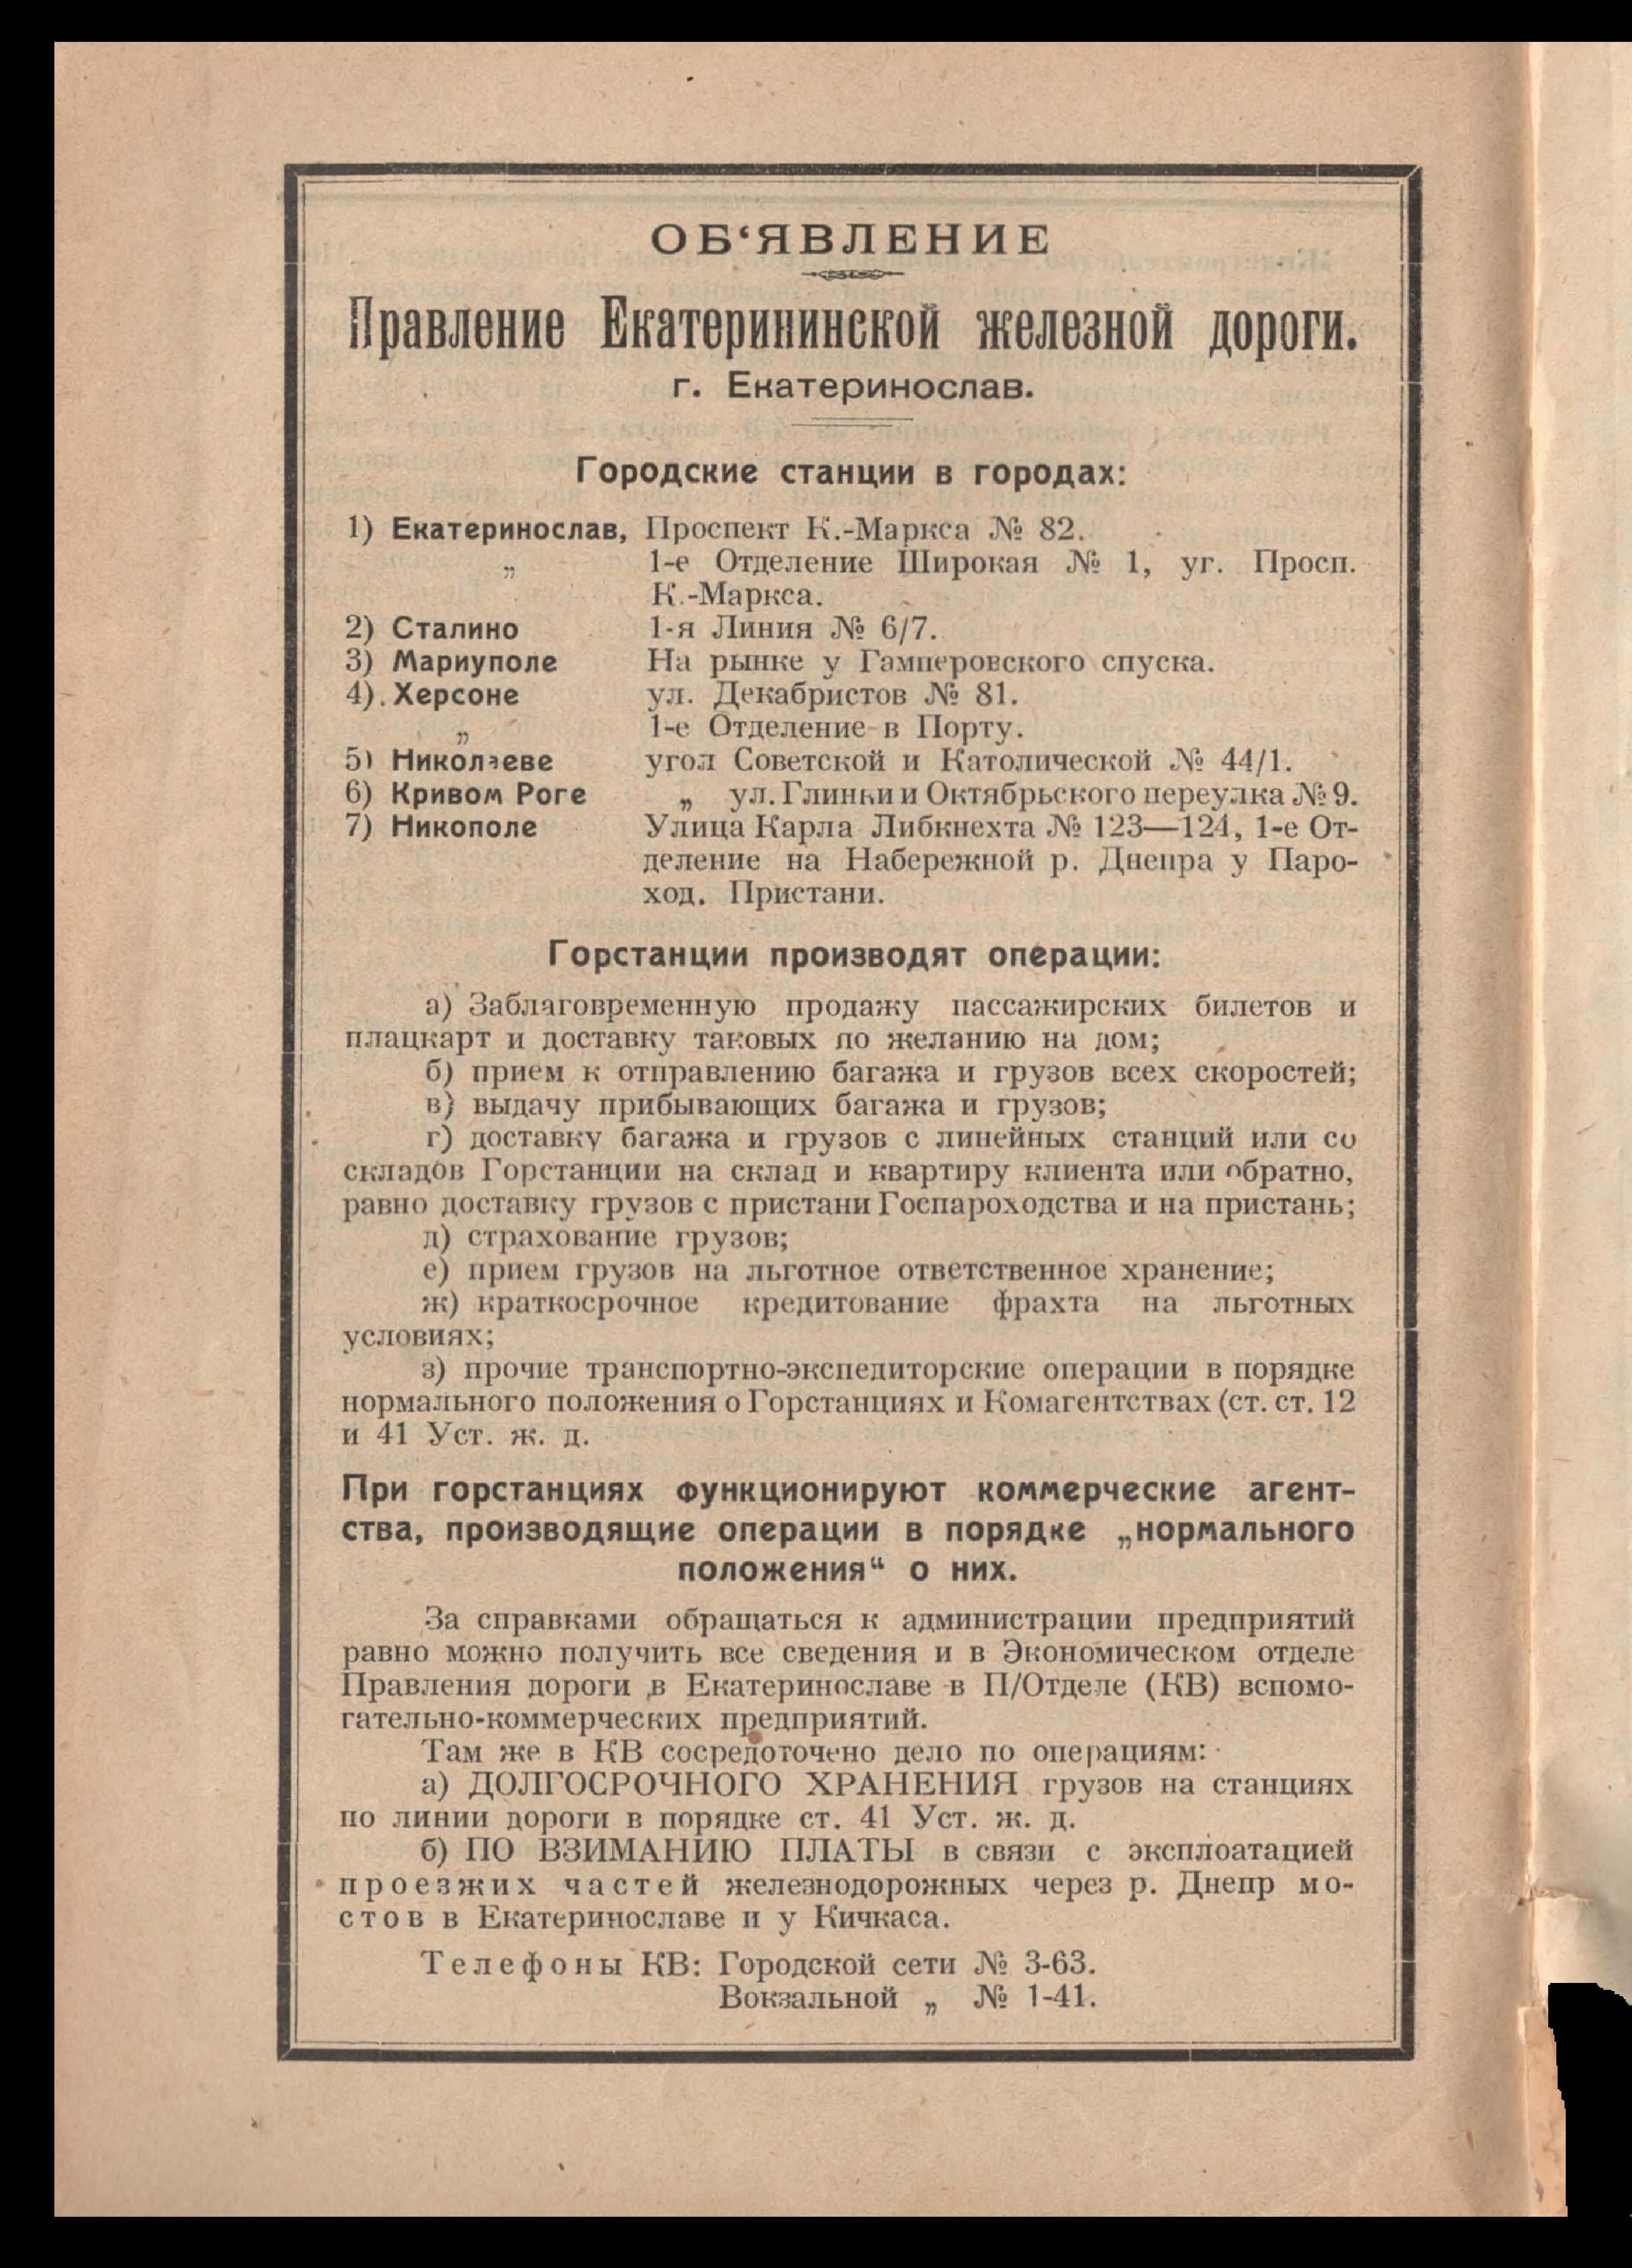 ОБ‘ЯВЛЕНИЕ
Правление Екатерининской железной дороги.
г. Екатеринослав.
Городские станции в городах:
1) Екатеринослав, Проспект К.-Маркса № 82.
„ 1-е Отделение Широкая № 1, уг. Просп.
К.-Маркса.
2) Сталино 1-я Линия № 6/7.
3) Мариуполе На рынке у Гамперовского спуска.
4). Херсоне ул. Декабристов № 81.
„ 1-е Отделение в Порту.
5) Николаеве угол Советской и Католической № 44/1.
6) Кривом Роге „ ул. Глинки и Октябрьского переулка № 9.
7) Никополе Улица Карла Либкнехта № 123—124, 1-е От-
деление на Набережной р. Днепра у Паро-
ход. Пристани.
Горстанции производят операции:
а) Заблаговременную продажу пассажирских билетов и
плацкарт и доставку таковых по желанию на дом;
б) прием к отправлению багажа и грузов всех скоростей;
в) выдачу прибывающих багажа и грузов;
г) доставку багажа и грузов с линейных станций или со
складов Горстанции на склад и квартиру клиента или обратно,
равно доставку грузов с пристани Госпароходства и на пристань;
д) страхование грузов;
е) прием грузов на льготное ответственное хранение;
ж) краткосрочное кредитование фрахта на льготных
условиях;
з) прочие транспортно-экспедиторские операции в порядке
нормального положения о Горстанциях и Комагентствах (ст. ст. 12
и 41 Уст. ж. д.
При горстанциях функционируют коммерческие агент-
ства, производящие операции в порядке „нормального
положения“ о них.
За справками обращаться к администрации предприятий
равно можно получить все сведения и в Экономическом отделе
Правления дороги в Екатеринославе в П/Отделе (КВ) вспомо-
гательно-коммерческих предприятий.
Там же в КВ сосредоточено дело по операциям:
а) ДОЛГОСРОЧНОГО ХРАНЕНИЯ грузов на станциях
по линии дороги в порядке ст. 41 Уст. ж. д.
б) ПО ВЗИМАНИЮ ПЛАТЫ в связи с эксплоатацией
проезжих частей железнодорожных через р. Днепр мо-
стов в Екатеринославе и у Кичкаса.
Телефоны КВ: Городской сети № 3-63.
Вокзальной „ № 1-41.